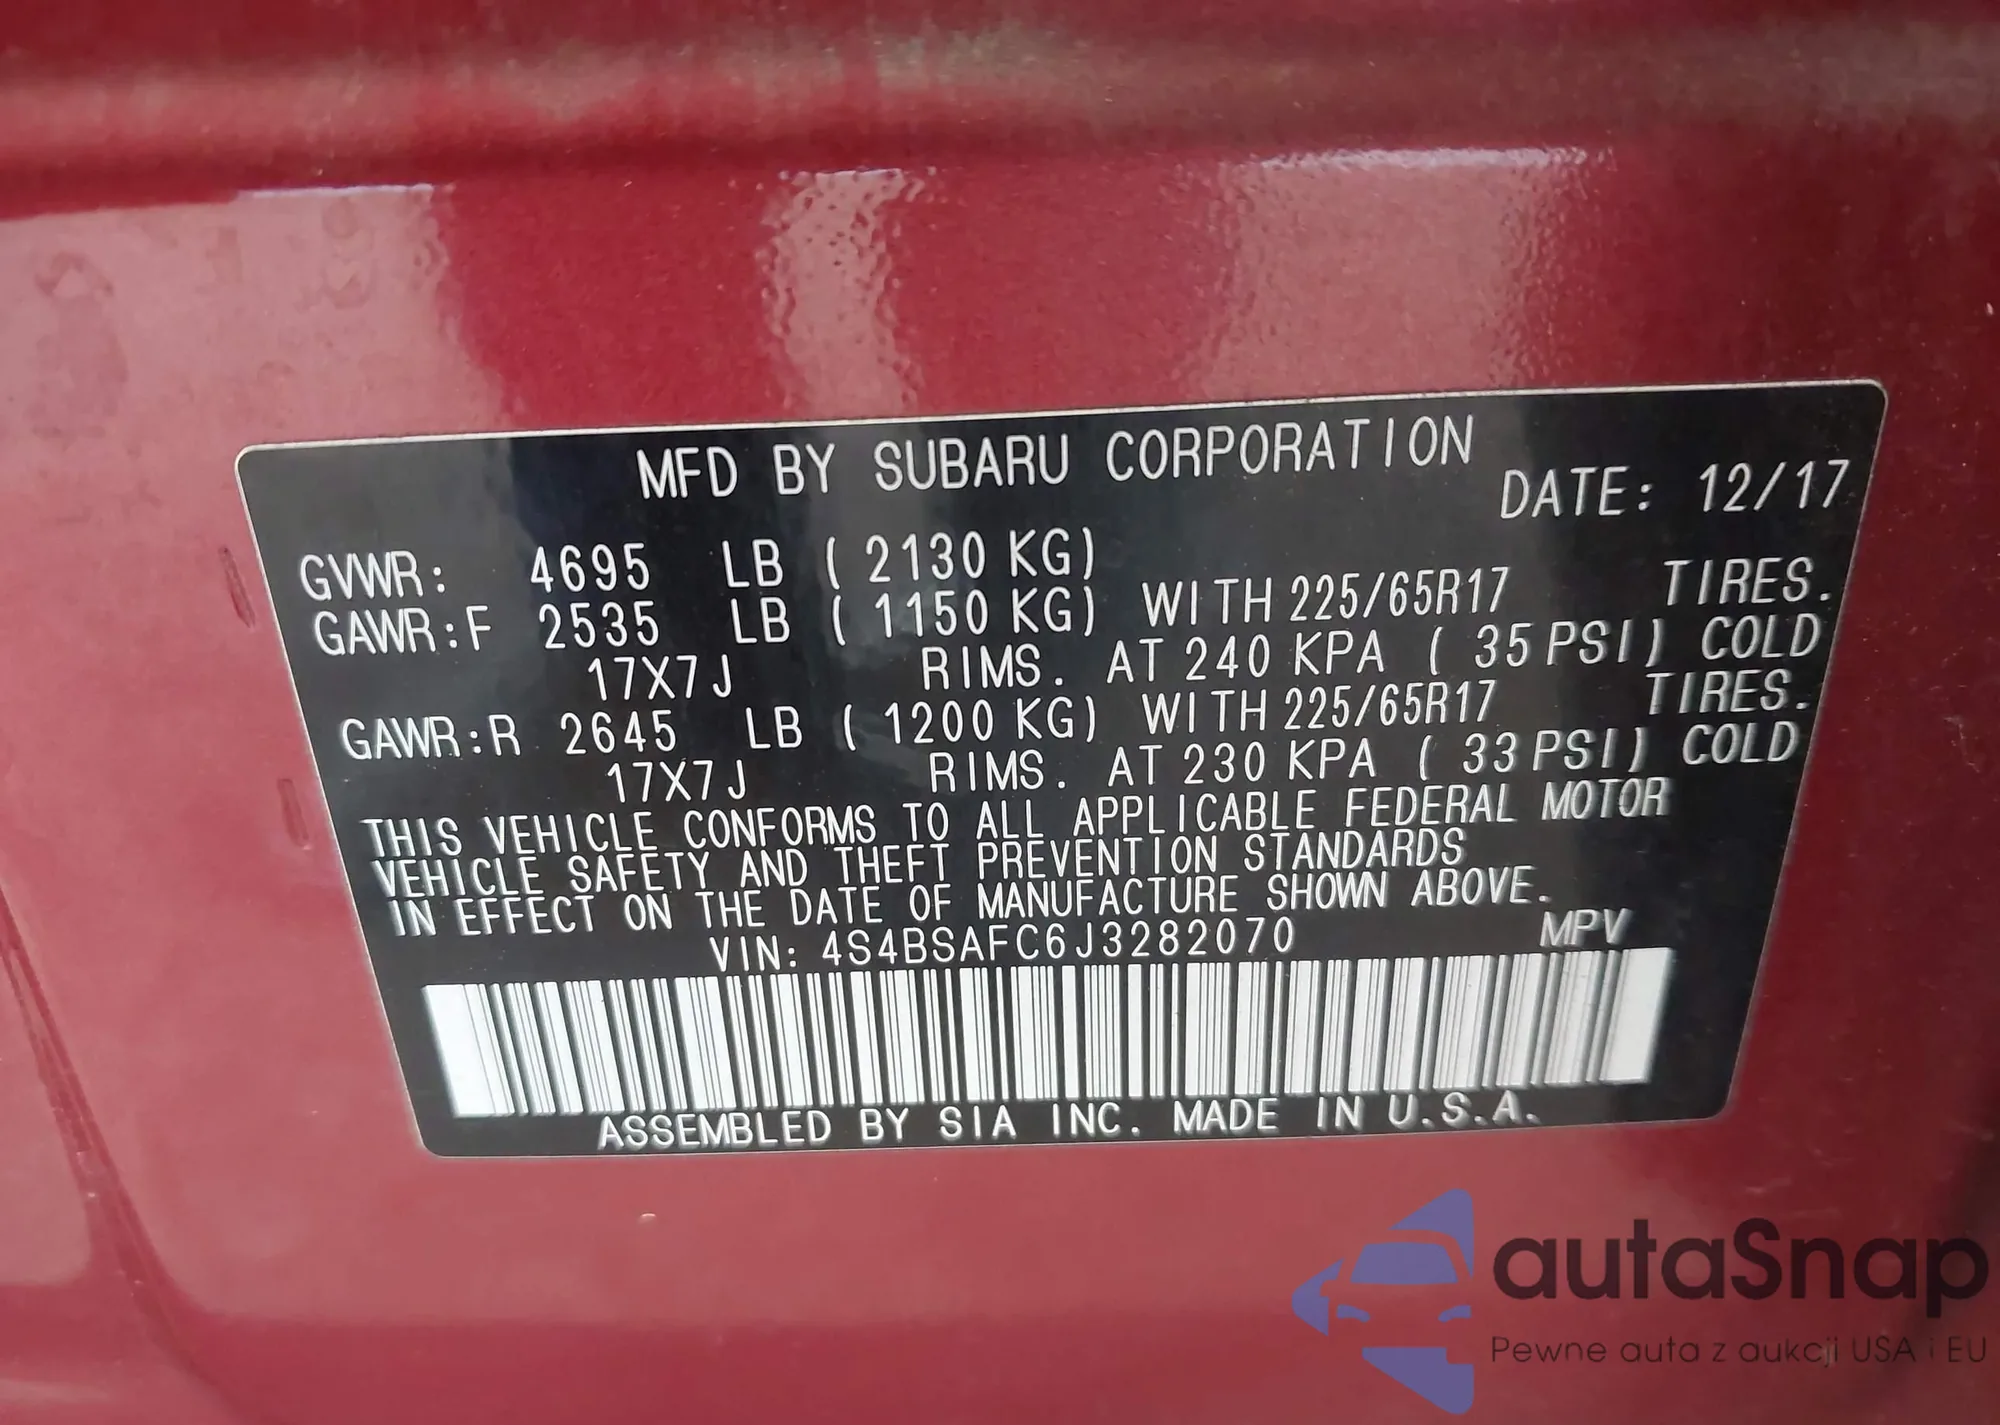 MFD BY SUBARU CORPORATION
DATE: 12/17
GVWR: 4695 LB ( 2130 KG)
GAWR:F 2535 LB ( 1150 KG) WITH 225/65R17 TIRES.
17X7J RIMS. AT 240 KPA ( 35 PSI) COLD
GAWR:R 2645 LB ( 1200 KG) WITH 225/65R17 TIRES.
17X7J RIMS. AT 230 KPA ( 33 PSI) COLD
THIS VEHICLE CONFORMS TO ALL APPLICABLE FEDERAL MOTOR
VEHICLE SAFETY AND THEFT PREVENTION STANDARDS
IN EFFECT ON THE DATE OF MANUFACTURE SHOWN ABOVE.
VIN: 4S4BSAFC6J3282070 MPV
ASSEMBLED BY SIA INC. MADE IN U.S.A.
autaSnap
Pewne auta z aukcji USA i EU